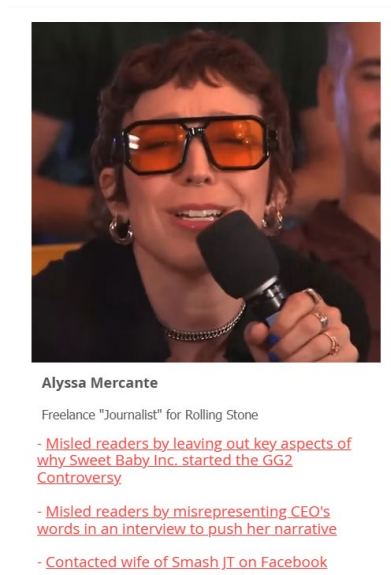 Alyssa Mercante
Freelance "Journalist" for Rolling Stone
- Misled readers by leaving out key aspects of
why Sweet Baby Inc. started the GG2
Controversy
- Misled readers by misrepresenting CEO's
words in an interview to push her narrative
- Contacted wife of Smash JT on Facebook